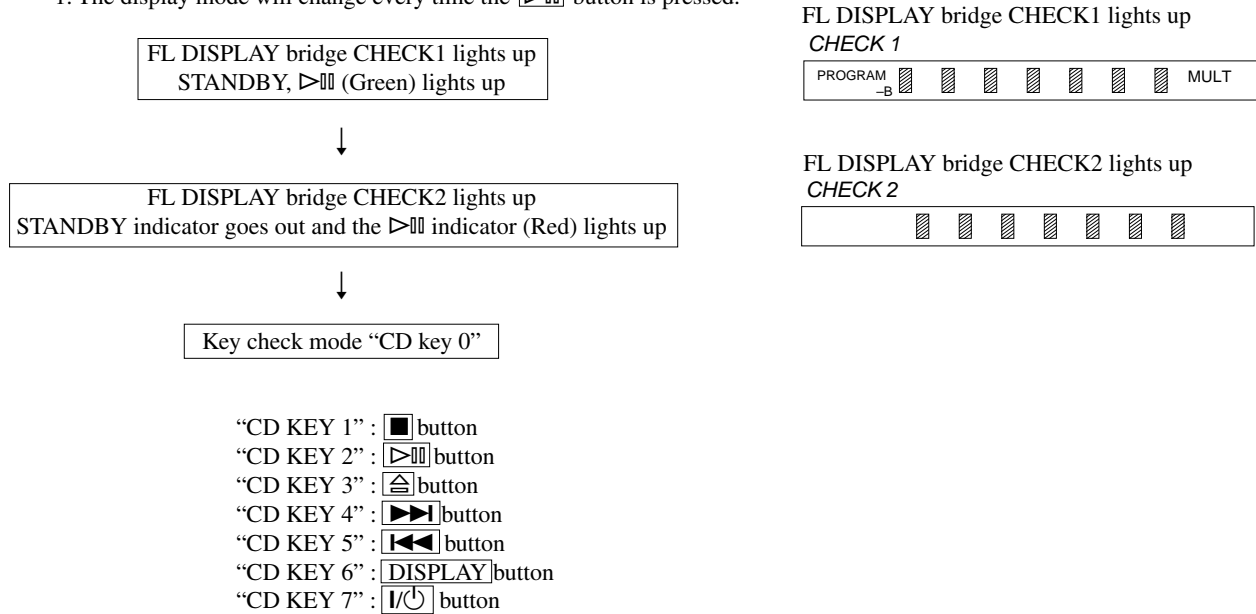 1. The display mode will change every time the ▷II button is pressed.
FL DISPLAY bridge CHECK1 lights up
STANDBY, ▷II (Green) lights up
↓
FL DISPLAY bridge CHECK2 lights up
STANDBY indicator goes out and the ▷II indicator (Red) lights up
↓
Key check mode “CD key 0”
“CD KEY 1” : ■ button
“CD KEY 2” : ▷II button
“CD KEY 3” : ≙ button
“CD KEY 4” : ▶▶I button
“CD KEY 5” : I◀◀ button
“CD KEY 6” : DISPLAY button
“CD KEY 7” : I/⏻ button
FL DISPLAY bridge CHECK1 lights up
CHECK 1
PROGRAM MULT
–B
FL DISPLAY bridge CHECK2 lights up
CHECK 2